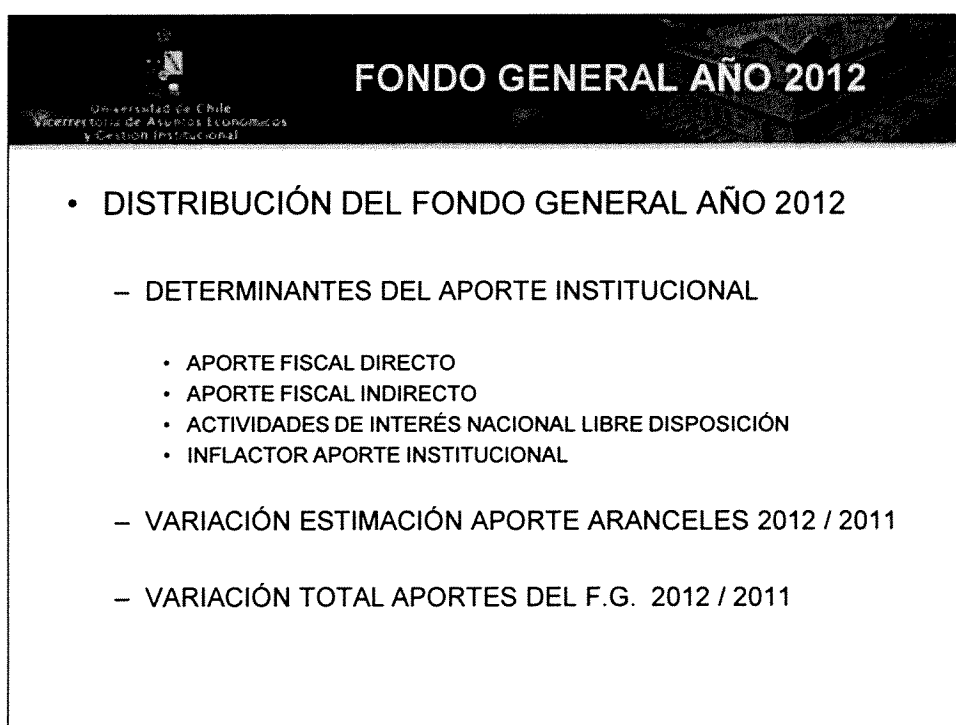 FONDO GENERAL AÑO 2012
Universidad de Chile
Vicerrectoría de Asuntos Económicos
y Gestión Institucional
• DISTRIBUCIÓN DEL FONDO GENERAL AÑO 2012
– DETERMINANTES DEL APORTE INSTITUCIONAL
• APORTE FISCAL DIRECTO
• APORTE FISCAL INDIRECTO
• ACTIVIDADES DE INTERÉS NACIONAL LIBRE DISPOSICIÓN
• INFLACTOR APORTE INSTITUCIONAL
– VARIACIÓN ESTIMACIÓN APORTE ARANCELES 2012 / 2011
– VARIACIÓN TOTAL APORTES DEL F.G. 2012 / 2011